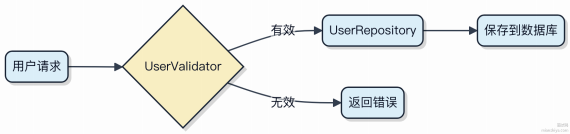 用户请求
UserValidator
有效
UserRepository
保存到数据库
无效
返回错误